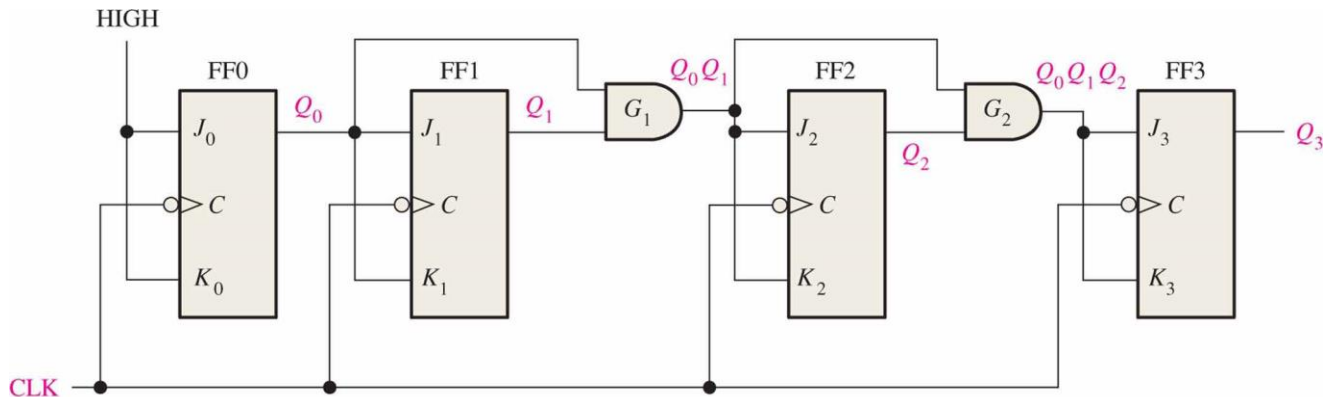 HIGH
FF0
FF1
FF2
FF3
Q₀
Q₁
Q₀Q₁
Q₂
Q₀Q₁Q₂
Q₃
G₁
G₂
J₀
J₁
J₂
J₃
C
C
C
C
K₀
K₁
K₂
K₃
CLK